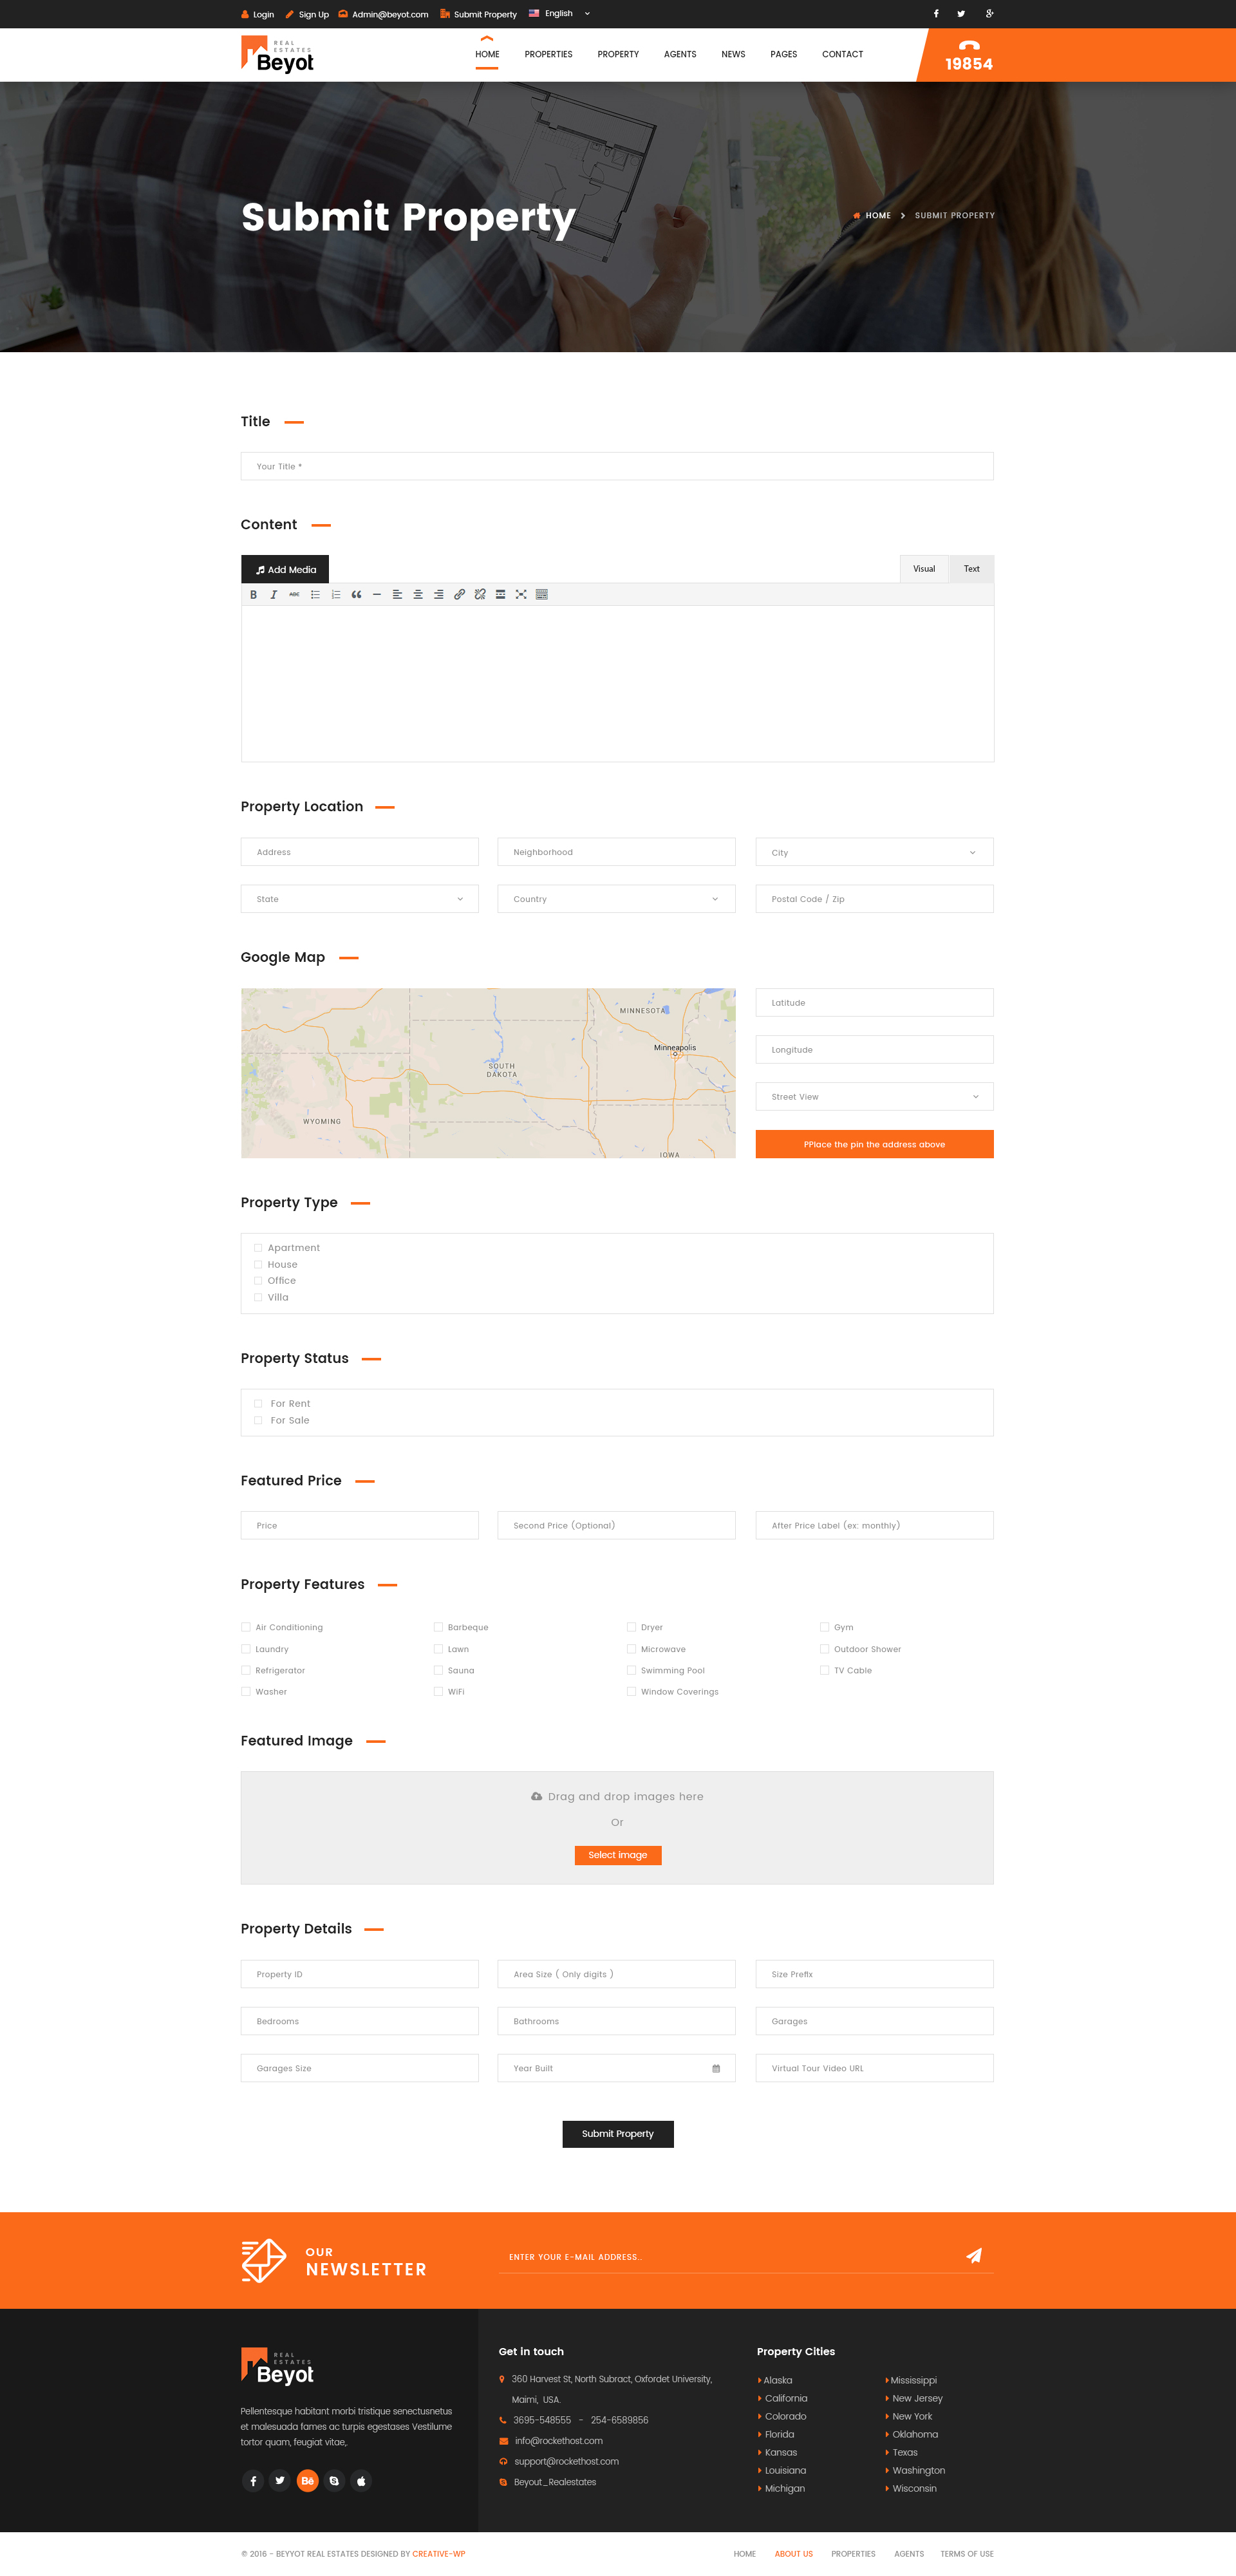 Login Sign Up Admin@beyot.com Submit Property English
REAL
ESTATES
Beyot
HOME PROPERTIES PROPERTY AGENTS NEWS PAGES CONTACT
19854
Submit Property
HOME SUBMIT PROPERTY
Title
Your Title *
Content
Add Media
Visual Text
B I ABC
Property Location
Address Neighborhood City
State Country Postal Code / Zip
Google Map
MINNESOTA
Minneapolis
SOUTH
DAKOTA
WYOMING
IOWA
Latitude
Longitude
Street View
PPlace the pin the address above
Property Type
Apartment
House
Office
Villa
Property Status
For Rent
For Sale
Featured Price
Price Second Price (Optional) After Price Label (ex: monthly)
Property Features
Air Conditioning Barbeque Dryer Gym
Laundry Lawn Microwave Outdoor Shower
Refrigerator Sauna Swimming Pool TV Cable
Washer WiFi Window Coverings
Featured Image
Drag and drop images here
Or
Select image
Property Details
Property ID Area Size ( Only digits ) Size Prefix
Bedrooms Bathrooms Garages
Garages Size Year Built Virtual Tour Video URL
Submit Property
OUR
NEWSLETTER
ENTER YOUR E-MAIL ADDRESS..
REAL
ESTATES
Beyot
Pellentesque habitant morbi tristique senectusnetus
et malesuada fames ac turpis egestases Vestilume
tortor quam, feugiat vitae,.
Bē
Get in touch
360 Harvest St, North Subract, Oxfordet University,
Maimi, USA.
3695-548555 - 254-6589856
info@rockethost.com
support@rockethost.com
Beyout_Realestates
Property Cities
Alaska
California
Colorado
Florida
Kansas
Louisiana
Michigan
Mississippi
New Jersey
New York
Oklahoma
Texas
Washington
Wisconsin
© 2016 - BEYYOT REAL ESTATES DESIGNED BY CREATIVE-WP
HOME ABOUT US PROPERTIES AGENTS TERMS OF USE